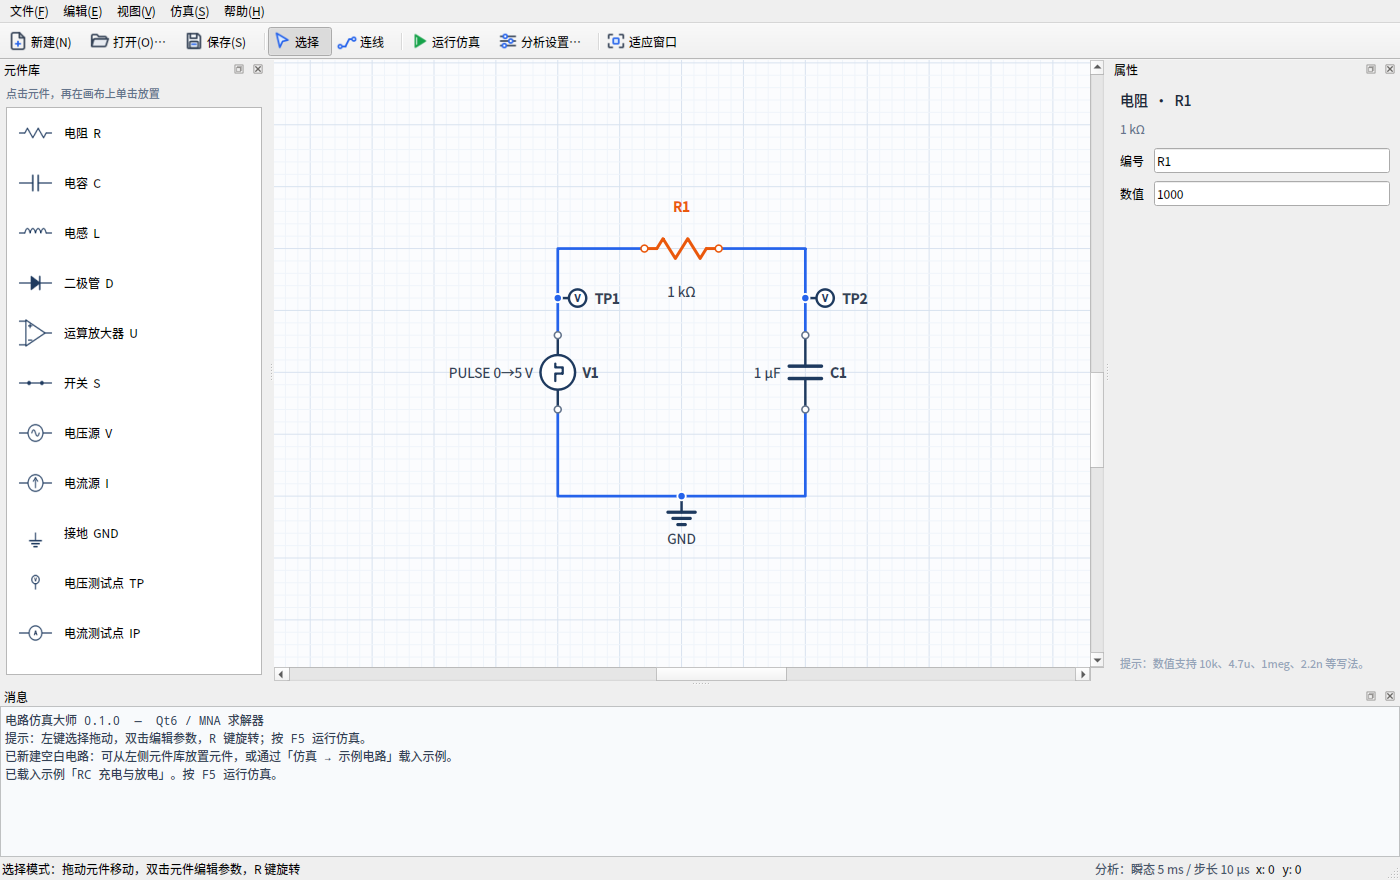 文件(F) 编辑(E) 视图(V) 仿真(S) 帮助(H)
新建(N) 打开(O)··· 保存(S) 选择 连线 运行仿真 分析设置··· 适应窗口
元件库
点击元件，再在画布上单击放置
电阻 R
电容 C
电感 L
二极管 D
运算放大器 U
开关 S
电压源 V
电流源 I
接地 GND
电压测试点 TP
电流测试点 IP
R1
1 kΩ
V TP1
V TP2
PULSE 0→5 V
V1
1 µF
C1
GND
属性
电阻 · R1
1 kΩ
编号 R1
数值 1000
提示：数值支持 10k、4.7u、1meg、2.2n 等写法。
消息
电路仿真大师 0.1.0 — Qt6 / MNA 求解器
提示：左键选择拖动，双击编辑参数，R 键旋转；按 F5 运行仿真。
已新建空白电路：可从左侧元件库放置元件，或通过「仿真 → 示例电路」载入示例。
已载入示例「RC 充电与放电」。按 F5 运行仿真。
选择模式：拖动元件移动，双击元件编辑参数，R 键旋转
分析：瞬态 5 ms / 步长 10 µs x: 0 y: 0